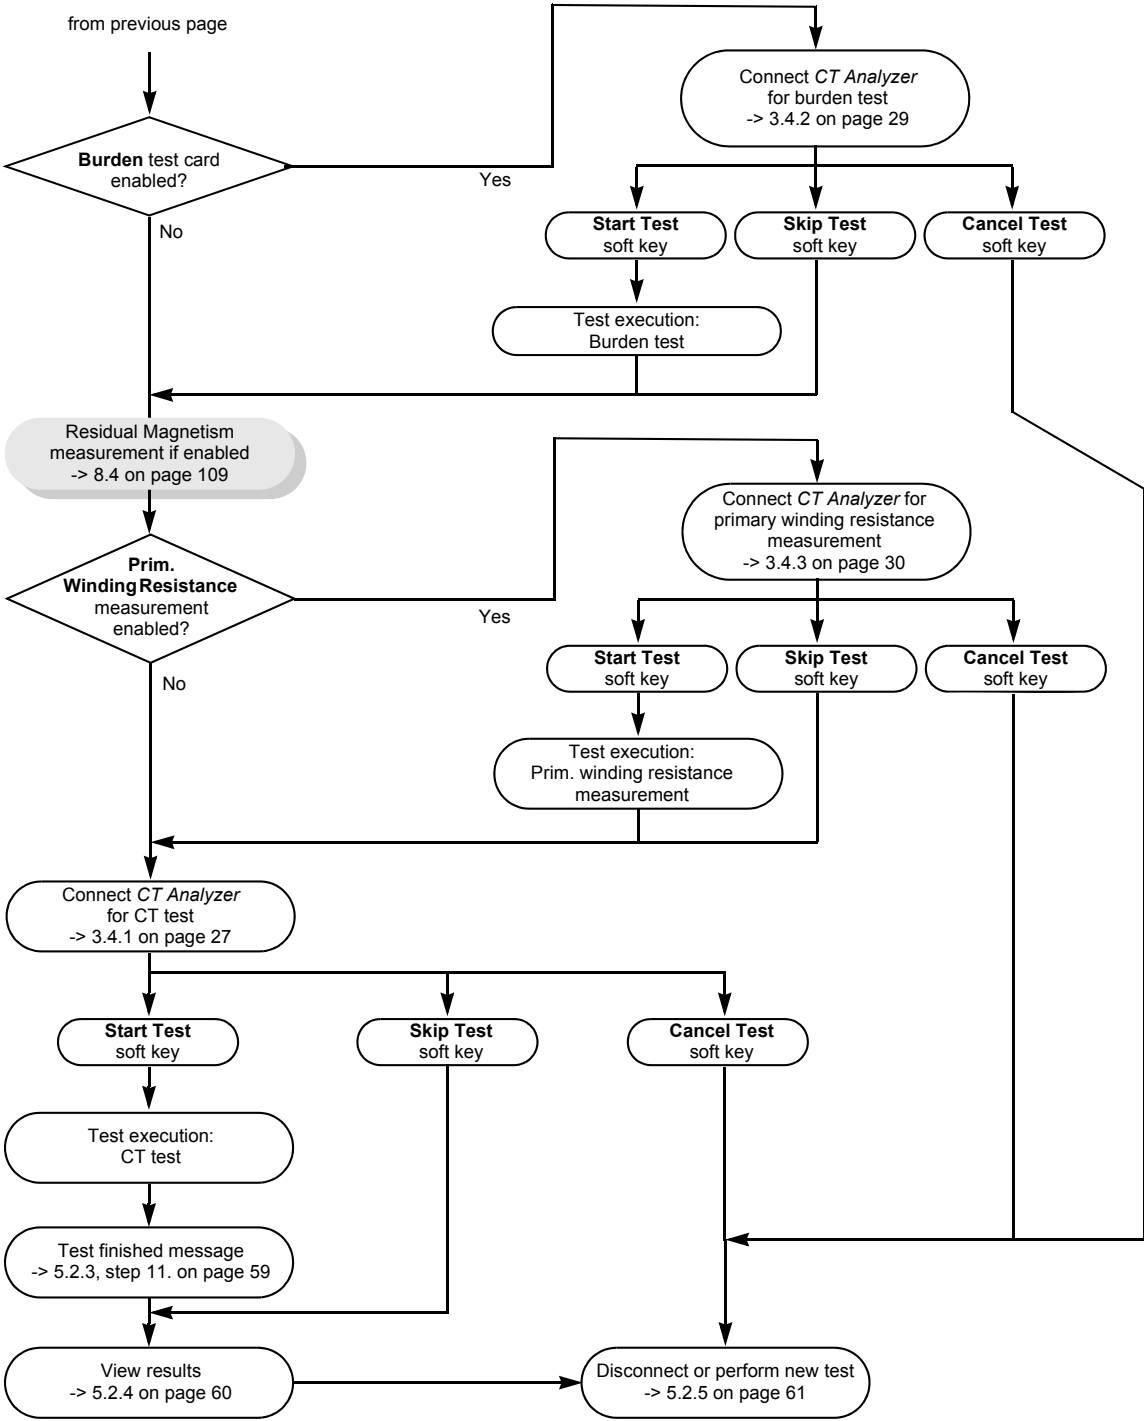 from previous page
Connect CT Analyzer
for burden test
-> 3.4.2 on page 29
Burden test card
enabled?
Yes
No
Start Test
soft key
Skip Test
soft key
Cancel Test
soft key
Test execution:
Burden test
Residual Magnetism
measurement if enabled
-> 8.4 on page 109
Connect CT Analyzer for
primary winding resistance
measurement
-> 3.4.3 on page 30
Prim.
Winding Resistance
measurement
enabled?
Yes
No
Start Test
soft key
Skip Test
soft key
Cancel Test
soft key
Test execution:
Prim. winding resistance
measurement
Connect CT Analyzer
for CT test
-> 3.4.1 on page 27
Start Test
soft key
Skip Test
soft key
Cancel Test
soft key
Test execution:
CT test
Test finished message
-> 5.2.3, step 11. on page 59
View results
-> 5.2.4 on page 60
Disconnect or perform new test
-> 5.2.5 on page 61